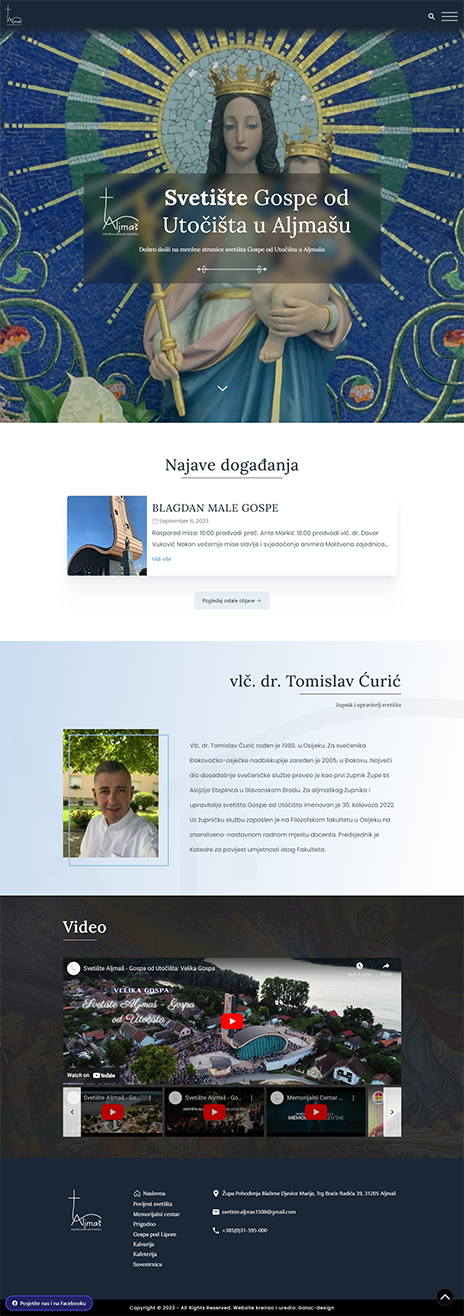 Aljmaš
Svetište Gospe od
Utočišta u Aljmašu
Aljmaš
Dobro došli na mrežne stranice svetišta Gospe od Utočišta u Aljmašu
Najave događanja
BLAGDAN MALE GOSPE
September 6, 2023
Raspored misa: 10:00 predvodi preč. Ante Markić 18:00 predvodi vlč. dr. Davor
Vuković Nakon večernje mise slavlje i svjedočenje animira Molitvena zajednica...
Vidi više
Pogledaj ostale objave →
vlč. dr. Tomislav Ćurić
župnik i upravitelj svetišta
Vlč. dr. Tomislav Ćurić rođen je 1980. u Osijeku. Za svećenika
Đakovačko-osječke nadbiskupije zaređen je 2005. u Đakovu. Najveći
dio dosadašnje svećeničke službe proveo je kao prvi župnik Župe bl.
Alojzija Stepinca u Slavonskom Brodu. Za aljmaškog župnika i
upravitelja svetišta Gospe od Utočišta imenovan je 30. kolovoza 2022.
Uz župničku službu zaposlen je na Filozofskom fakultetu u Osijeku na
znanstveno-nastavnom radnom mjestu docenta. Predsjednik je
Katedre za povijest umjetnosti istog Fakulteta.
Video
Svetište Aljmaš - Gospa od Utočišta: Velika Gospa
VELIKA GOSPA
Svetište Aljmaš - Gospa
od Utočišta
Watch on YouTube
Svetište Aljmaš - Go...
Svetište Aljmaš - Go...
Memorijalni Centar ...
Aljmaš
Naslovna
Povijest svetišta
Memorijalni centar
Prigodno
Gospa pod Lipom
Kalvarija
Kafeterija
Suvenirnica
Župa Pohođenja Blažene Djevice Marije, Trg Braće Radića 39, 31205 Aljmaš
svetiste.aljmas1508@gmail.com
+385(0)31-595-000
Posjetite nas i na Facebooku
Copyright © 2023 - All Rights Reserved. Website kreirao i uredio: Galac-design